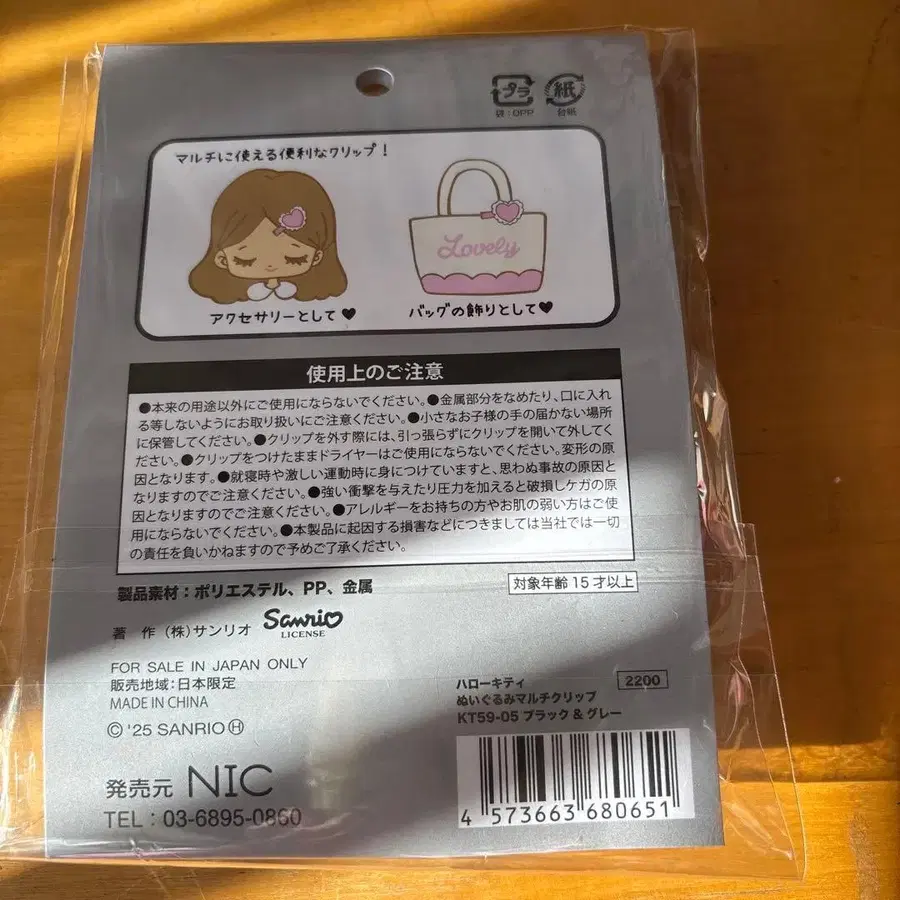 プラ
紙
袋:OPP
台紙
マルチに使える便利なクリップ!
Lovely
アクセサリーとして♥
バッグの飾りとして♥
使用上のご注意
●本来の用途以外にご使用にならないでください。●金属部分をなめたり、口に入れ
る等しないようにお取り扱いにご注意ください。●小さなお子様の手の届かない場所
に保管してください。●クリップを外す際には、引っ張らずにクリップを開いて外してく
ださい。●クリップをつけたままドライヤーはご使用にならないでください。変形の原
因となります。●就寝時や激しい運動時に身につけていますと、思わぬ事故の原因と
なりますのでご注意ください。●強い衝撃を与えたり圧力を加えると破損しケガの原
因となりますのでご注意ください。●アレルギーをお持ちの方やお肌の弱い方はご使
用にならないでください。●本製品に起因する損害などにつきましては当社では一切
の責任を負いかねますので予めご了承ください。
製品素材:ポリエステル、PP、金属
対象年齢15才以上
著 作 (株)サンリオ
Sanrio
LICENSE
FOR SALE IN JAPAN ONLY
販売地域:日本限定
MADE IN CHINA
© '25 SANRIO Ⓗ
発売元 NIC
TEL : 03-6895-0860
ハローキティ
2200
ぬいぐるみマルチクリップ
KT59-05 ブラック & グレー
4 573663 680651